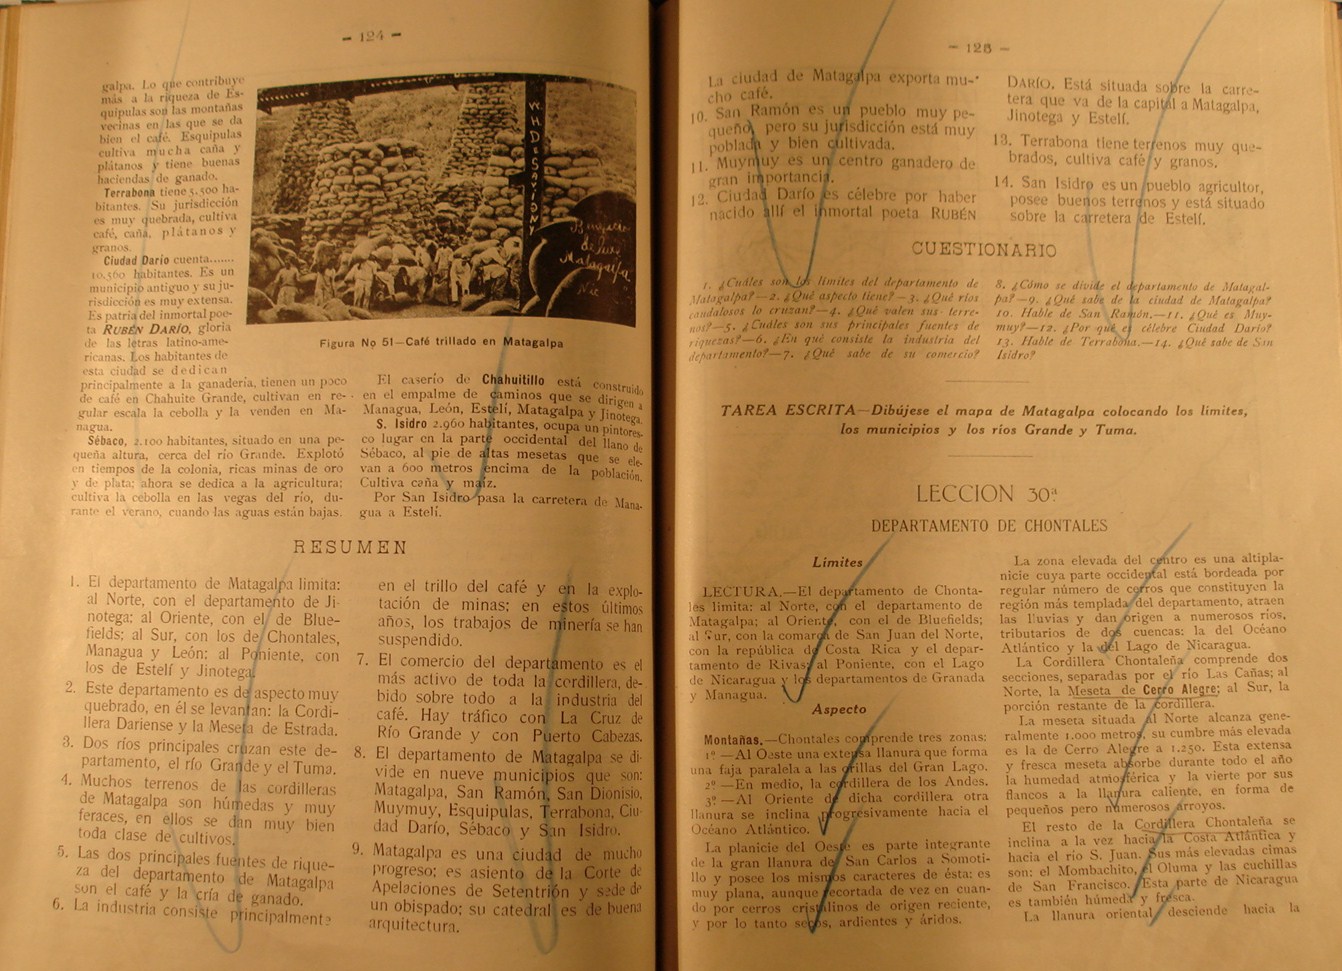 — 124 —
galpa. Lo que contribuye
más a la riqueza de Es-
quipulas son las montañas
vecinas en las que se da
bien el café. Esquipulas
cultiva mucha caña y
plátanos y tiene buenas
haciendas de ganado.
Terrabona tiene 5.500 ha-
bitantes. Su jurisdicción
es muy quebrada, cultiva
café, caña, plátanos y
granos.
Ciudad Darío cuenta.......
10.360 habitantes. Es un
municipio antiguo y su ju-
risdicción es muy extensa.
Es patria del inmortal poe-
ta RUBÉN DARÍO, gloria
de las letras latino-ame-
ricanas. Los habitantes de
esta ciudad se dedican
principalmente a la ganadería, tienen un poco
de café en Chahuite Grande, cultivan en re-
gular escala la cebolla y la venden en Ma-
nagua.
Sébaco, 2.100 habitantes, situado en una pe-
queña altura, cerca del río Grande. Explotó
en tiempos de la colonia, ricas minas de oro
y de plata; ahora se dedica a la agricultura;
cultiva la cebolla en las vegas del río, du-
rante el verano, cuando las aguas están bajas.
W. H. DE SAVIGNY
Beneficio
de luvi
Matagalpa
Nic
Figura No 51—Café trillado en Matagalpa
El caserío de Chahuitillo está construido
en el empalme de caminos que se dirigen a
Managua, León, Estelí, Matagalpa y Jinotega.
S. Isidro 2.960 habitantes, ocupa un pintores-
co lugar en la parte occidental del llano de
Sébaco, al pie de altas mesetas que se ele-
van a 600 metros encima de la población.
Cultiva caña y maíz.
Por San Isidro pasa la carretera de Mana-
gua a Estelí.
RESUMEN
1. El departamento de Matagalpa limita:
al Norte, con el departamento de Ji-
notega; al Oriente, con el de Blue-
fields; al Sur, con los de Chontales,
Managua y León; al Poniente, con
los de Estelí y Jinotega.
2. Este departamento es de aspecto muy
quebrado, en él se levantan: la Cordi-
llera Dariense y la Meseta de Estrada.
3. Dos ríos principales cruzan este de-
partamento, el río Grande y el Tuma.
4. Muchos terrenos de las cordilleras
de Matagalpa son húmedas y muy
feraces, en ellos se dan muy bien
toda clase de cultivos.
5. Las dos principales fuentes de rique-
za del departamento de Matagalpa
son el café y la cría de ganado.
6. La industria consiste principalmente
en el trillo del café y en la explo-
tación de minas; en estos últimos
años, los trabajos de minería se han
suspendido.
7. El comercio del departamento es el
más activo de toda la cordillera, de-
bido sobre todo a la industria del
café. Hay tráfico con La Cruz de
Río Grande y con Puerto Cabezas.
8. El departamento de Matagalpa se di-
vide en nueve municipios que son:
Matagalpa, San Ramón, San Dionisio,
Muymuy, Esquipulas, Terrabona, Ciu-
dad Darío, Sébaco y San Isidro.
9. Matagalpa es una ciudad de mucho
progreso; es asiento de la Corte de
Apelaciones de Setentrión y sede de
un obispado; su catedral es de buena
arquitectura.
— 125 —
La ciudad de Matagalpa exporta mu-
cho café.
10. San Ramón es un pueblo muy pe-
queño, pero su jurisdicción está muy
poblada y bien cultivada.
11. Muymuy es un centro ganadero de
gran importancia.
12. Ciudad Darío es célebre por haber
nacido allí el inmortal poeta RUBÉN
DARÍO. Está situada sobre la carre-
tera que va de la capital a Matagalpa,
Jinotega y Estelí.
13. Terrabona tiene terrenos muy que-
brados, cultiva café y granos.
14. San Isidro es un pueblo agricultor,
posee buenos terrenos y está situado
sobre la carretera de Estelí.
CUESTIONARIO
1. ¿Cuáles son los límites del departamento de
Matagalpa?—2. ¿Qué aspecto tiene?—3. ¿Qué ríos
caudalosos lo cruzan?—4. ¿Qué valen sus terre-
nos?—5. ¿Cuáles son sus principales fuentes de
riquezas?—6. ¿En qué consiste la industria del
departamento?—7. ¿Qué sabe de su comercio?
8. ¿Cómo se divide el departamento de Matagal-
pa?—9. ¿Qué sabe de la ciudad de Matagalpa?
10. Hable de San Ramón.—11. ¿Qué es Muy-
muy?—12. ¿Por qué es célebre Ciudad Darío?
13. Hable de Terrabona.—14. ¿Qué sabe de San
Isidro?
TAREA ESCRITA—Dibújese el mapa de Matagalpa colocando los límites,
los municipios y los ríos Grande y Tuma.
LECCION 30ª
DEPARTAMENTO DE CHONTALES
Límites
LECTURA.—El departamento de Chonta-
les limita: al Norte, con el departamento de
Matagalpa; al Oriente, con el de Bluefields;
al Sur, con la comarca de San Juan del Norte,
con la república de Costa Rica y el depar-
tamento de Rivas; al Poniente, con el Lago
de Nicaragua y los departamentos de Granada
y Managua.
Aspecto
Montañas.—Chontales comprende tres zonas:
1º —Al Oeste una extensa llanura que forma
una faja paralela a las orillas del Gran Lago.
2º —En medio, la cordillera de los Andes.
3º —Al Oriente de dicha cordillera otra
llanura se inclina progresivamente hacia el
Océano Atlántico.
La planicie del Oeste es parte integrante
de la gran llanura de San Carlos a Somoti-
llo y posee los mismos caracteres de ésta: es
muy plana, aunque recortada de vez en cuan-
do por cerros cristalinos de origen reciente,
y por lo tanto secos, ardientes y áridos.
La zona elevada del centro es una altipla-
nicie cuya parte occidental está bordeada por
regular número de cerros que constituyen la
región más templada del departamento, atraen
las lluvias y dan origen a numerosos ríos,
tributarios de dos cuencas: la del Océano
Atlántico y la del Lago de Nicaragua.
La Cordillera Chontaleña comprende dos
secciones, separadas por el río Las Cañas; al
Norte, la Meseta de Cerro Alegre; al Sur, la
porción restante de la cordillera.
La meseta situada al Norte alcanza gene-
ralmente 1.000 metros, su cumbre más elevada
es la de Cerro Alegre a 1.250. Esta extensa
y fresca meseta absorbe durante todo el año
la humedad atmosférica y la vierte por sus
flancos a la llanura caliente, en forma de
pequeños pero numerosos arroyos.
El resto de la Cordillera Chontaleña se
inclina a la vez hacia la Costa Atlántica y
hacia el río S. Juan. Sus más elevadas cimas
son: el Mombachito, el Oluma y las cuchillas
de San Francisco. Esta parte de Nicaragua
es también húmeda y fresca.
La llanura oriental desciende hacia la